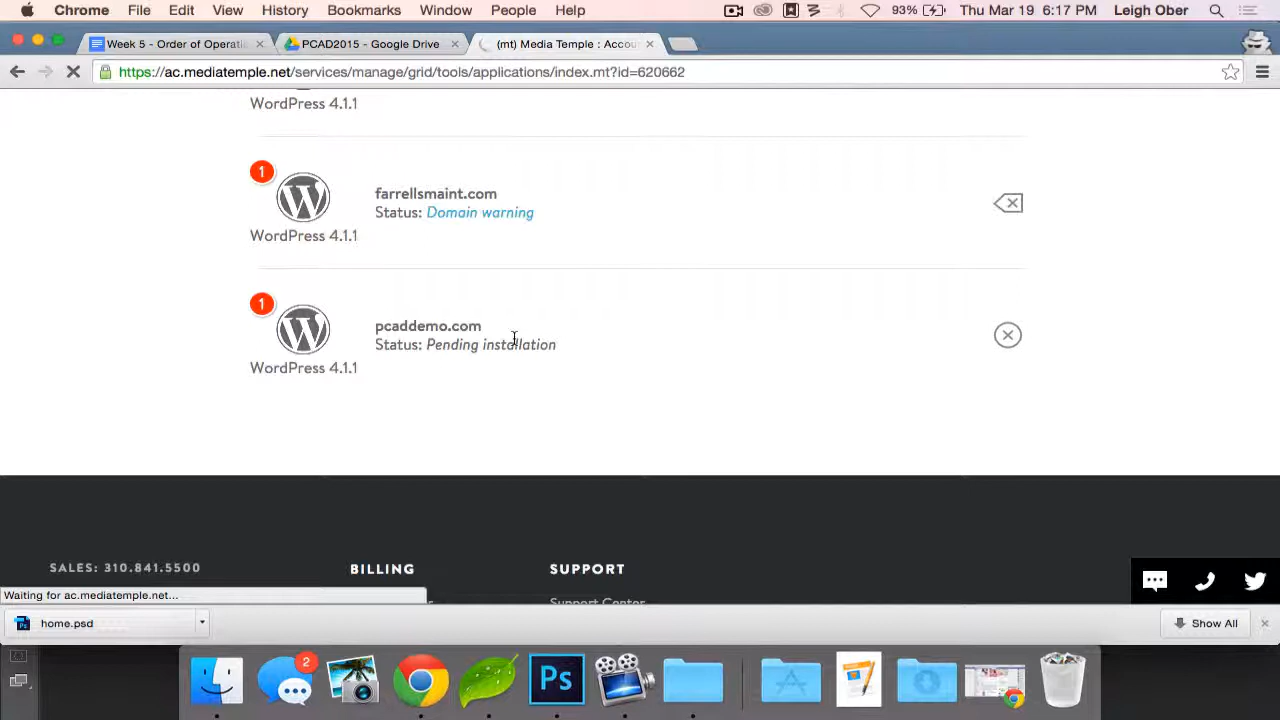 Chrome File Edit View History Bookmarks Window People Help 93% Thu Mar 19 6:17 PM Leigh Ober
Week 5 - Order of Operati
PCAD2015 - Google Drive
(mt) Media Temple : Accou
https://ac.mediatemple.net/services/manage/grid/tools/applications/index.mt?id=620662
WordPress 4.1.1
1
farrellsmaint.com
Status: Domain warning
WordPress 4.1.1
1
pcaddemo.com
Status: Pending installation
WordPress 4.1.1
SALES: 310.841.5500
BILLING
SUPPORT
Support Center
Waiting for ac.mediatemple.net...
home.psd
Show All
2
Ps